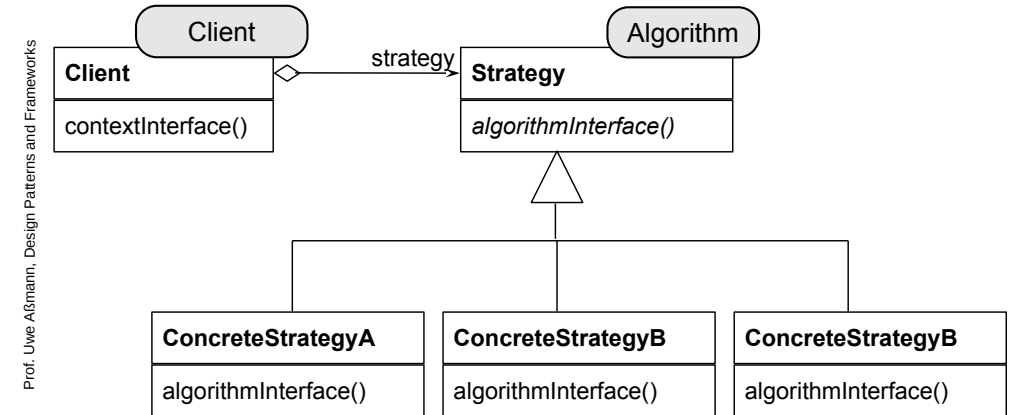 Client
Algorithm
strategy
Client
Strategy
contextInterface()
algorithmInterface()
ConcreteStrategyA
ConcreteStrategyB
ConcreteStrategyB
algorithmInterface()
algorithmInterface()
algorithmInterface()
Prof. Uwe Aßmann, Design Patterns and Frameworks